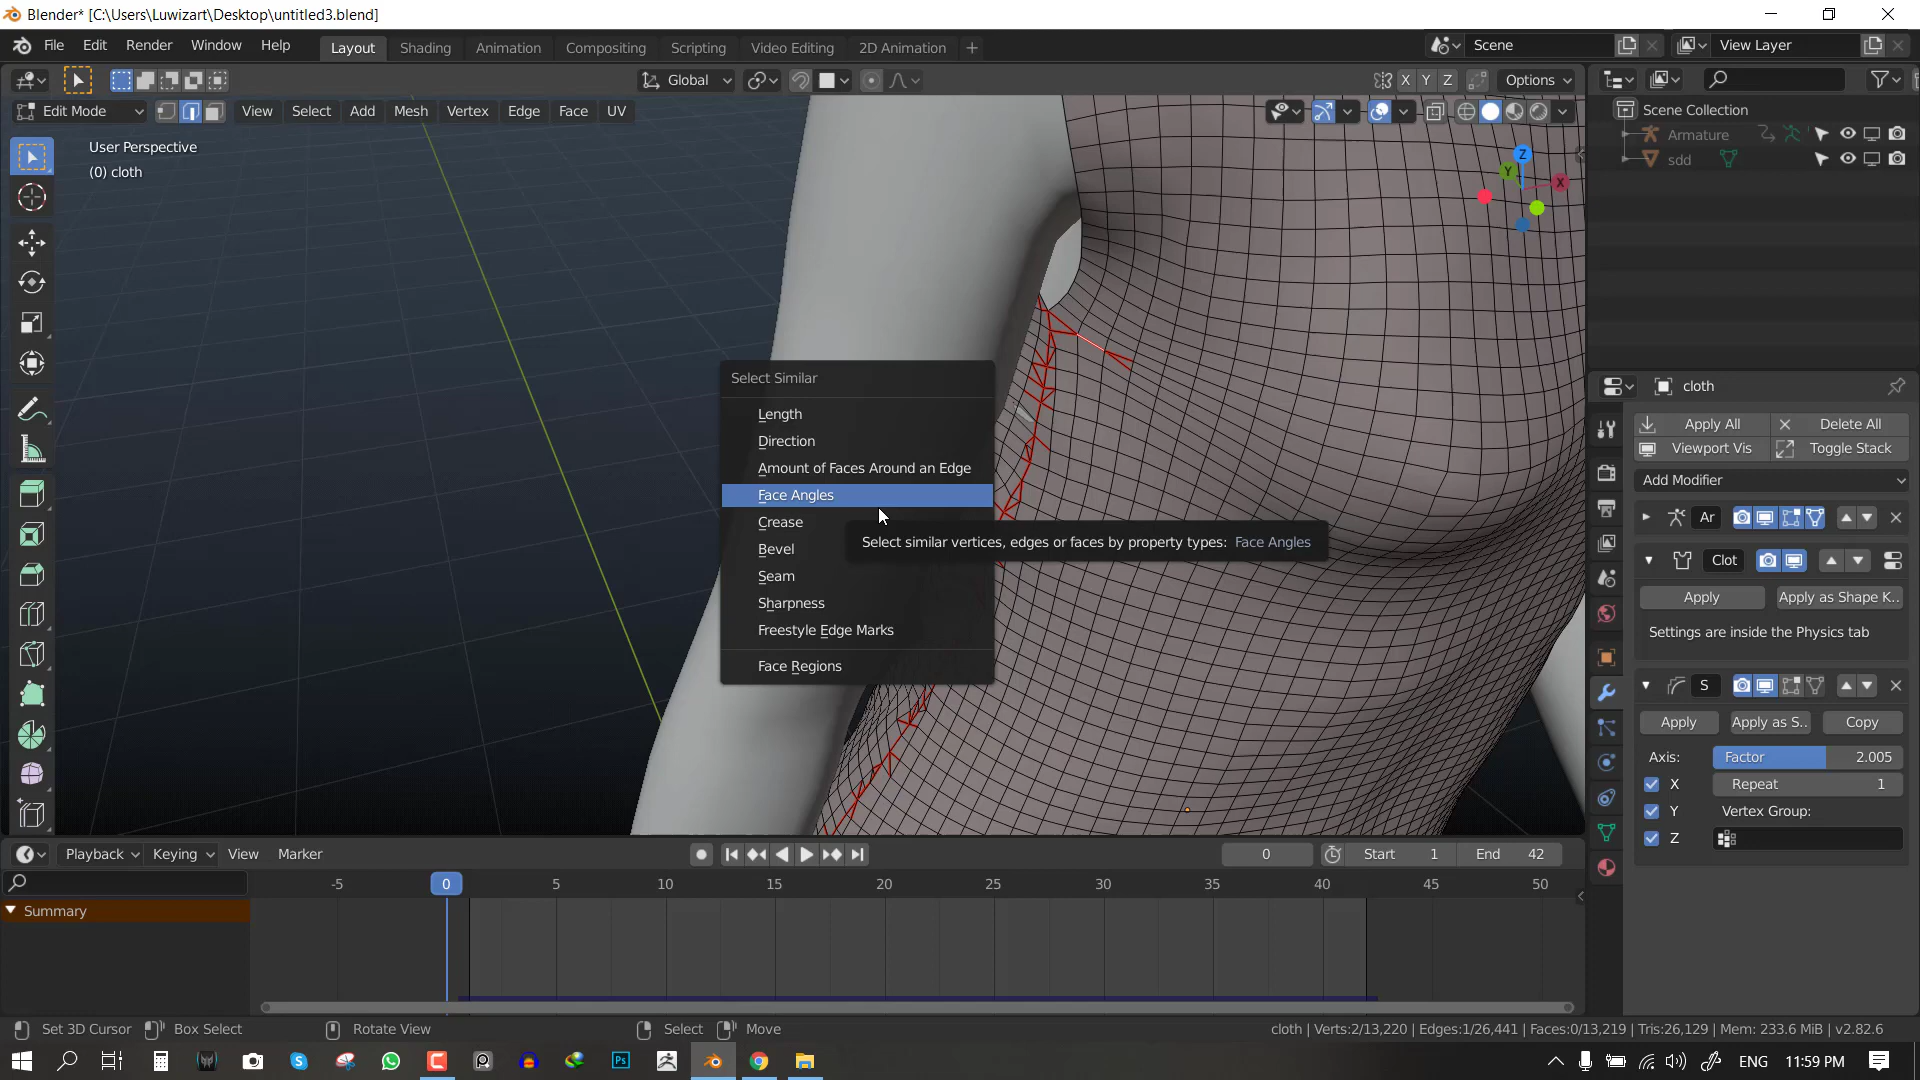 Blender* [C:\Users\Luwizart\Desktop\untitled3.blend]
File Edit Render Window Help Layout Shading Animation Compositing Scripting Video Editing 2D Animation + Scene View Layer
Global X Y Z Options
Edit Mode View Select Add Mesh Vertex Edge Face UV
Scene Collection
Armature
sdd
User Perspective
(0) cloth
Z
Y
X
Select Similar
Length
Direction
Amount of Faces Around an Edge
Face Angles
Crease
Bevel
Seam
Sharpness
Freestyle Edge Marks
Face Regions
Select similar vertices, edges or faces by property types: Face Angles
cloth
Apply All Delete All
Viewport Vis Toggle Stack
Add Modifier
Ar
Clot
Apply Apply as Shape K..
Settings are inside the Physics tab
S
Apply Apply as S.. Copy
Axis: Factor 2.005
X Repeat 1
Y Vertex Group:
Z
Playback Keying View Marker 0 Start 1 End 42
-5 0 5 10 15 20 25 30 35 40 45 50
Summary
Set 3D Cursor Box Select Rotate View Select Move cloth | Verts:2/13,220 | Edges:1/26,441 | Faces:0/13,219 | Tris:26,129 | Mem: 233.6 MiB | v2.82.6
Ps ENG 11:59 PM